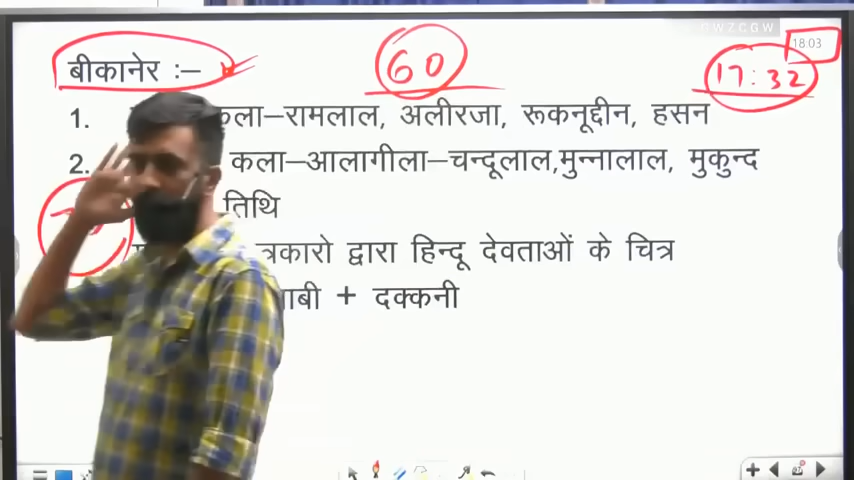 GWZCGW
18:03
बीकानेर :– 60 17:32
1. कला–रामलाल, अलीरजा, रूकनूद्दीन, हसन
2. कला–आलागीला–चन्दूलाल,मुन्नालाल, मुकुन्द
तिथि
त्रकारो द्वारा हिन्दू देवताओं के चित्र
ाबी + दक्कनी